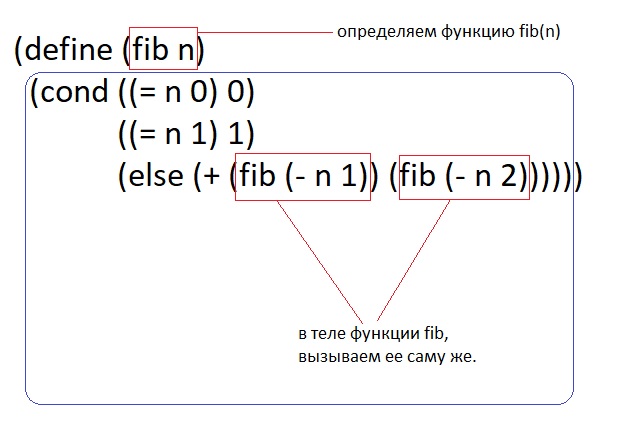 определяем функцию fib(n)
(define (fib n)
(cond ((= n 0) 0)
((= n 1) 1)
(else (+ (fib (- n 1)) (fib (- n 2)))))
в теле функции fib,
вызываем ее саму же.